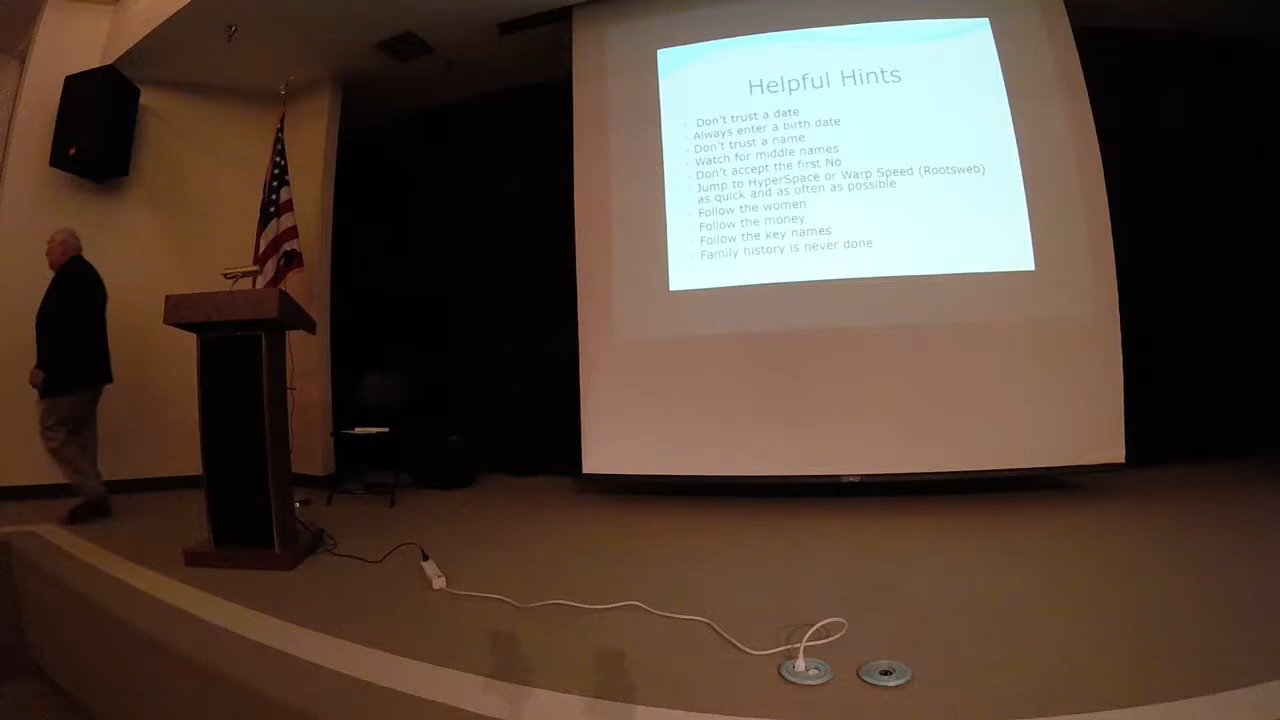 Helpful Hints
Don't trust a date
Always enter a birth date
Don't trust a name
Watch for middle names
Don't accept the first No
Jump to HyperSpace or Warp Speed (Rootsweb)
as quick and as often as possible
Follow the women
Follow the money
Follow the key names
Family history is never done